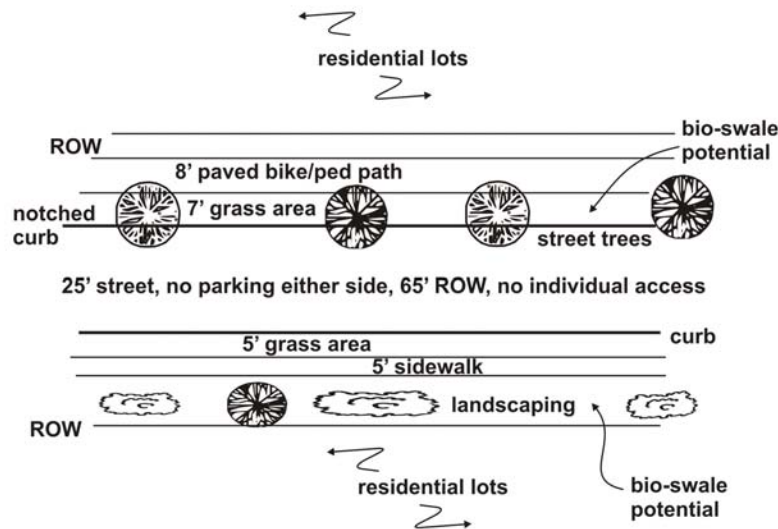 residential lots
ROW
bio-swale
potential
8' paved bike/ped path
notched
curb
7' grass area
street trees
25' street, no parking either side, 65' ROW, no individual access
curb
5' grass area
5' sidewalk
landscaping
ROW
residential lots
bio-swale
potential